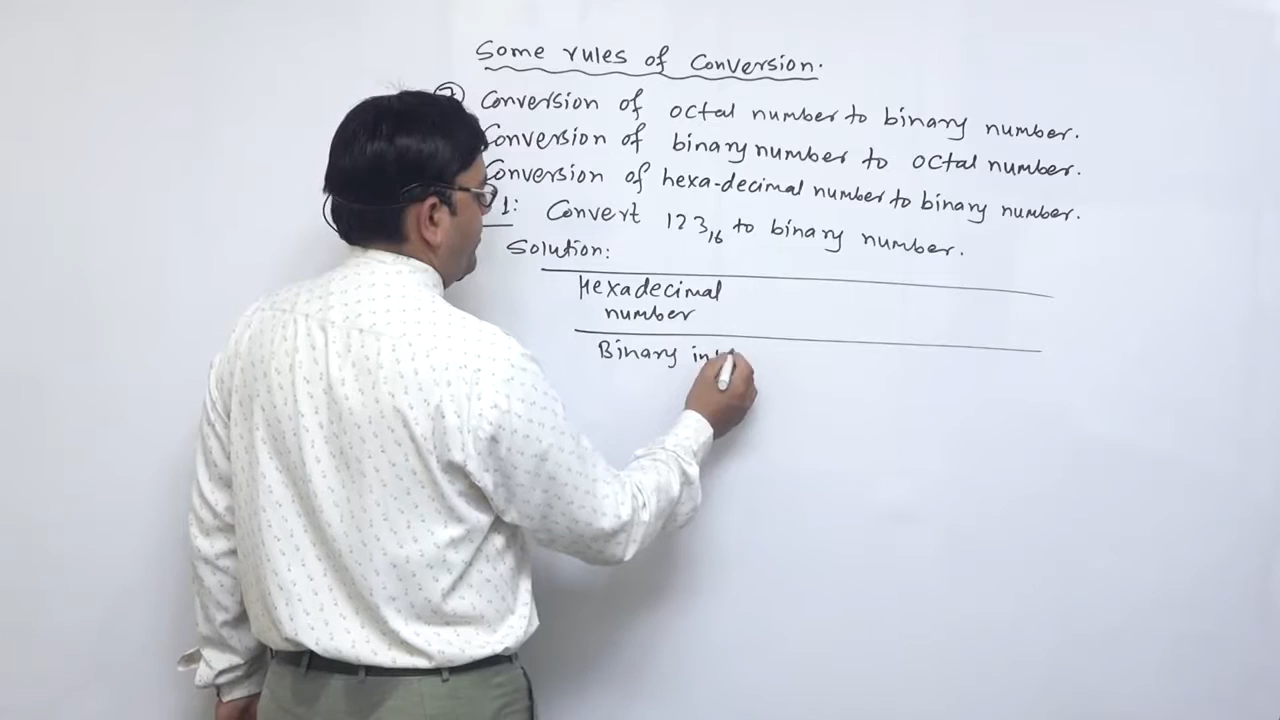 Some rules of Conversion.
Conversion of octal number to binary number.
Conversion of binary number to octal number.
Conversion of hexa-decimal number to binary number.
1: Convert 123₁₆ to binary number.
Solution:
Hexadecimal
number
Binary